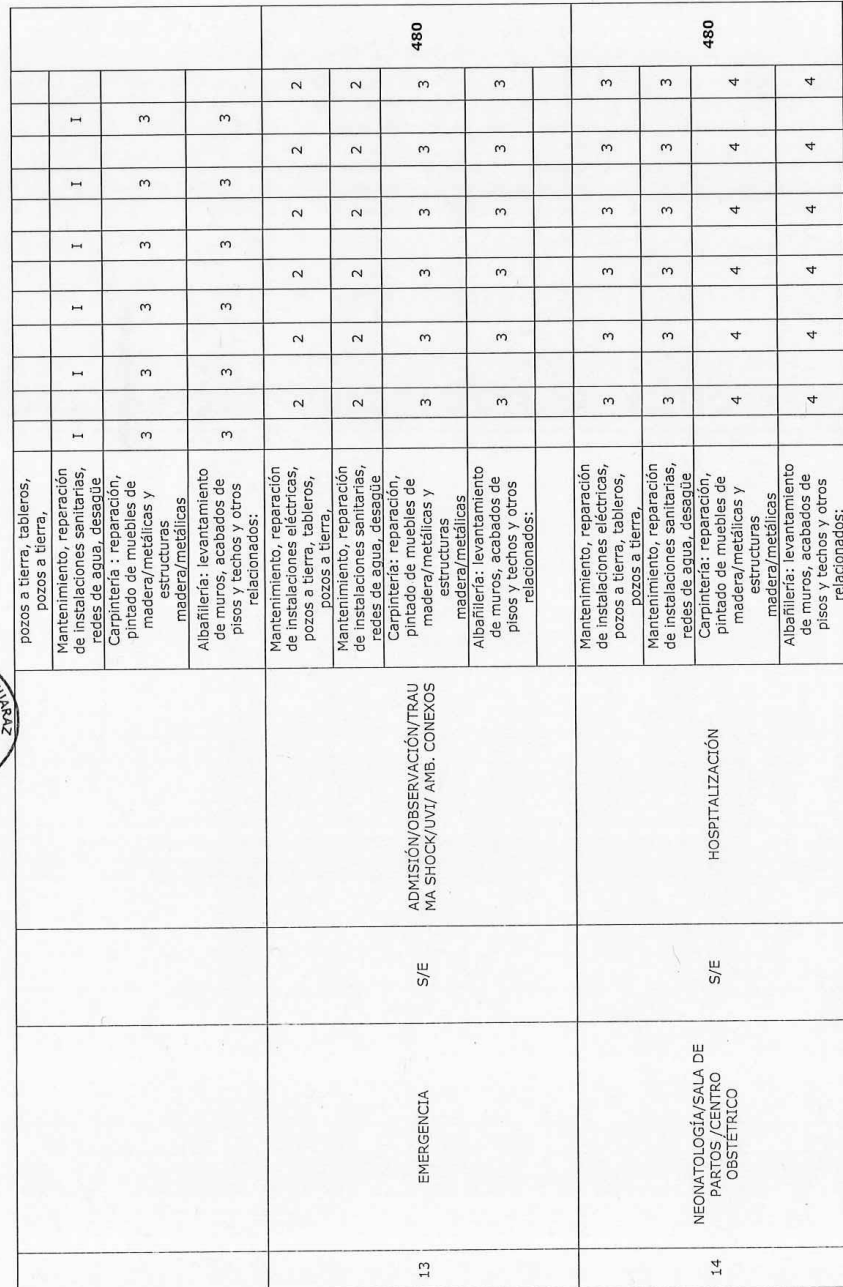 HUARAZ
pozos a tierra, tableros,
pozos a tierra,
Mantenimiento, reparación
de instalaciones sanitarias,
redes de agua, desagüe
I I I I I I
Carpintería : reparación,
pintado de muebles de
madera/metálicas y
estructuras
madera/metálicas
3 3 3 3 3 3
Albañilería: levantamiento
de muros, acabados de
pisos y techos y otros
relacionados:
3 3 3 3 3 3
13
EMERGENCIA
S/E
ADMISIÓN/OBSERVACIÓN/TRAU
MA SHOCK/UVI/ AMB. CONEXOS
Mantenimiento, reparación
de instalaciones eléctricas,
pozos a tierra, tableros,
pozos a tierra,
2 2 2 2 2 2
Mantenimiento, reparación
de instalaciones sanitarias,
redes de agua, desagüe
2 2 2 2 2 2
Carpintería: reparación,
pintado de muebles de
madera/metálicas y
estructuras
madera/metálicas
3 3 3 3 3 3
Albañilería: levantamiento
de muros, acabados de
pisos y techos y otros
relacionados:
3 3 3 3 3 3
480
14
NEONATOLOGÍA/SALA DE
PARTOS /CENTRO
OBSTÉTRICO
S/E
HOSPITALIZACIÓN
Mantenimiento, reparación
de instalaciones eléctricas,
pozos a tierra, tableros,
pozos a tierra,
3 3 3 3 3 3
Mantenimiento, reparación
de instalaciones sanitarias,
redes de agua, desagüe
3 3 3 3 3 3
Carpintería: reparación,
pintado de muebles de
madera/metálicas y
estructuras
madera/metálicas
4 4 4 4 4 4
Albañilería: levantamiento
de muros, acabados de
pisos y techos y otros
relacionados:
4 4 4 4 4 4
480